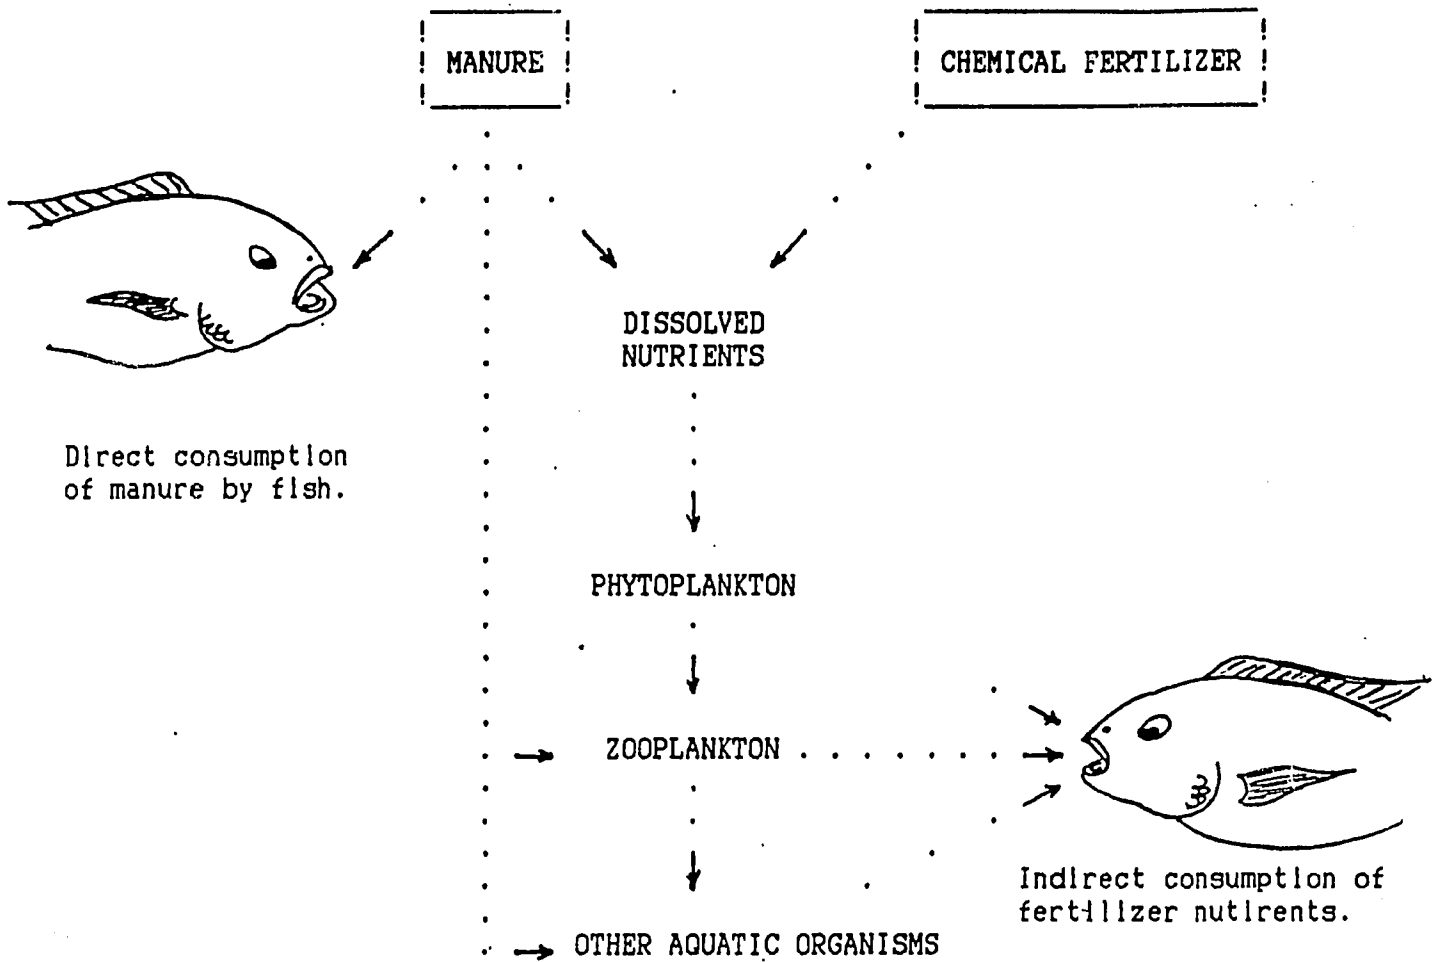 MANURE
CHEMICAL FERTILIZER
DISSOLVED
NUTRIENTS
Direct consumption
of manure by fish.
PHYTOPLANKTON
ZOOPLANKTON
Indirect consumption of
fertilizer nutirents.
OTHER AQUATIC ORGANISMS